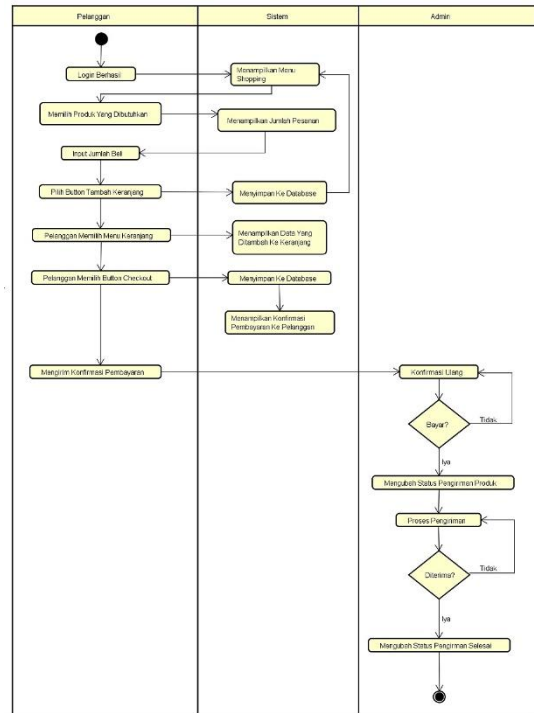 Pelanggan
Sistem
Admin
Login Berhasil
Menampilkan Menu
Shopping
Memilih Produk Yang Dibutuhkan
Menampilkan Jumlah Pesanan
Input Jumlah Beli
Pilih Button Tambah Keranjang
Menyimpan Ke Database
Pelanggan Memilih Menu Keranjang
Menampilkan Data Yang
Ditambah Ke Keranjang
Pelanggan Memilih Button Checkout
Menyimpan Ke Database
Menampilkan Konfirmasi
Pembayaran Ke Pelanggan
Mengirim Konfirmasi Pembayaran
Konfirmasi Ulang
Bayar?
Tidak
Iya
Mengubah Status Pengiriman Produk
Proses Pengiriman
Diterima?
Tidak
Iya
Mengubah Status Pengiriman Selesai